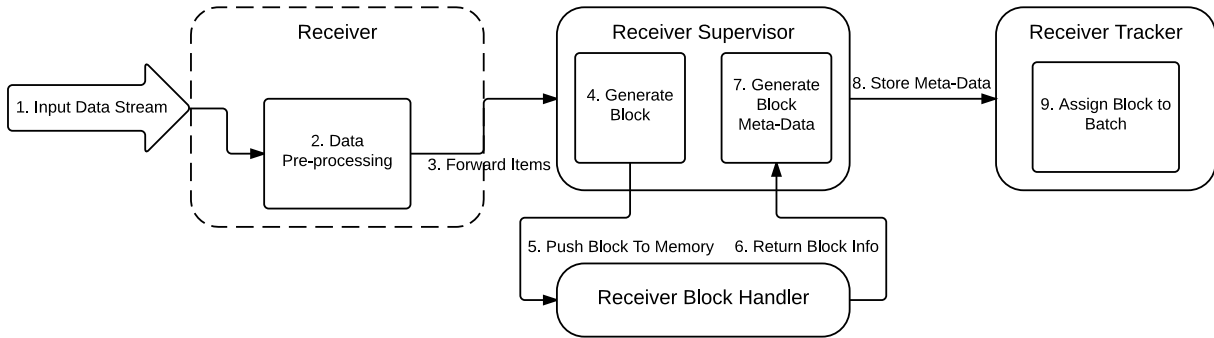 Receiver
Receiver Supervisor
Receiver Tracker
1. Input Data Stream
2. Data
Pre-processing
3. Forward Items
4. Generate
Block
7. Generate
Block
Meta-Data
8. Store Meta-Data
9. Assign Block to
Batch
5. Push Block To Memory
6. Return Block Info
Receiver Block Handler